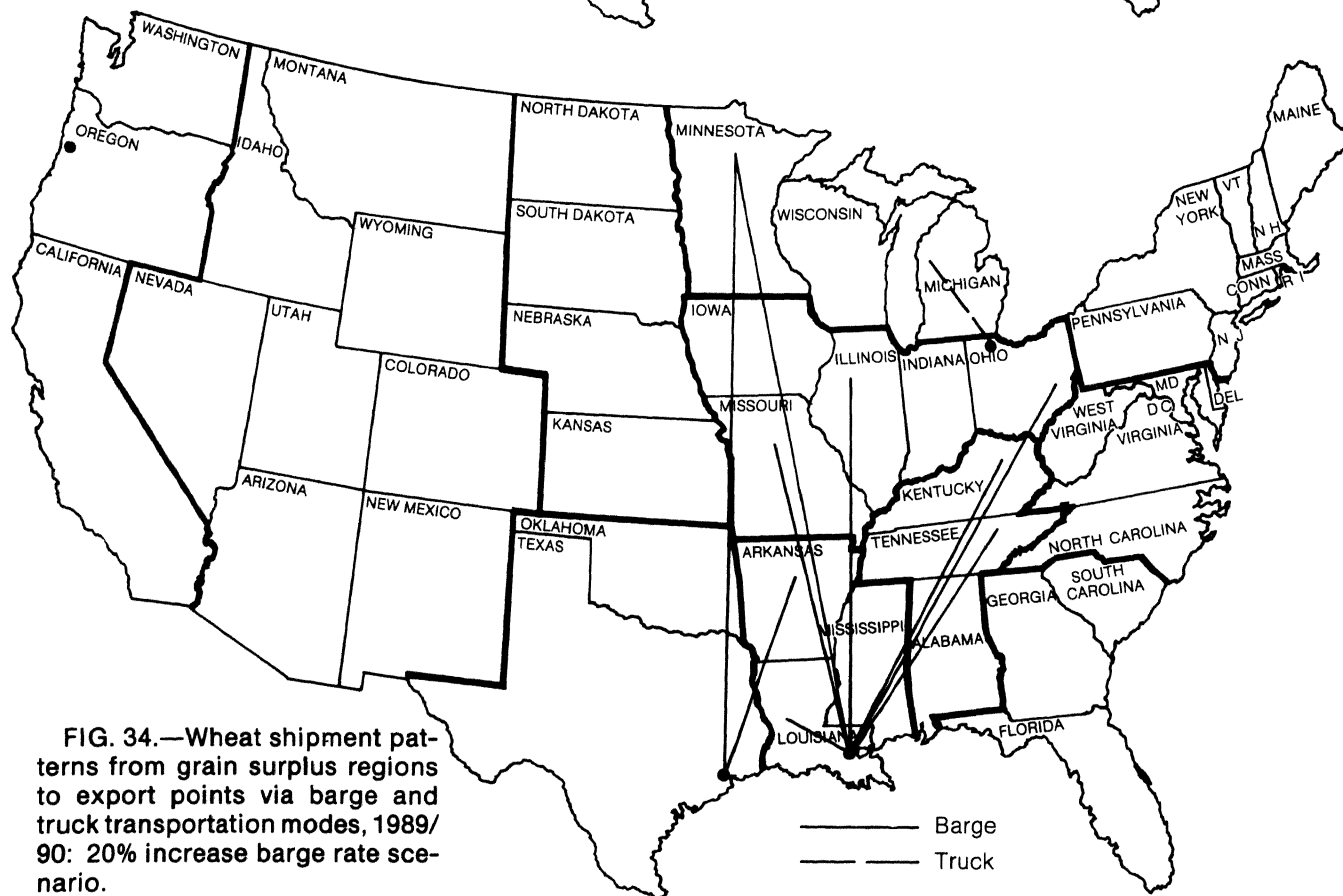 WASHINGTON
MONTANA
NORTH DAKOTA
MINNESOTA
MAINE
OREGON
IDAHO
SOUTH DAKOTA
WISCONSIN
NEW
YORK
VT
N H
WYOMING
MICHIGAN
MASS
CONN
R I
CALIFORNIA
NEVADA
UTAH
NEBRASKA
IOWA
ILLINOIS
INDIANA
OHIO
PENNSYLVANIA
N J
COLORADO
KANSAS
MISSOURI
WEST
VIRGINIA
MD
D C
DEL
VIRGINIA
ARIZONA
NEW MEXICO
OKLAHOMA
TEXAS
ARKANSAS
KENTUCKY
TENNESSEE
NORTH CAROLINA
SOUTH
CAROLINA
MISSISSIPPI
ALABAMA
GEORGIA
LOUISIANA
FLORIDA
FIG. 34.—Wheat shipment pat-
terns from grain surplus regions
to export points via barge and
truck transportation modes, 1989/
90: 20% increase barge rate sce-
nario.
Barge
Truck